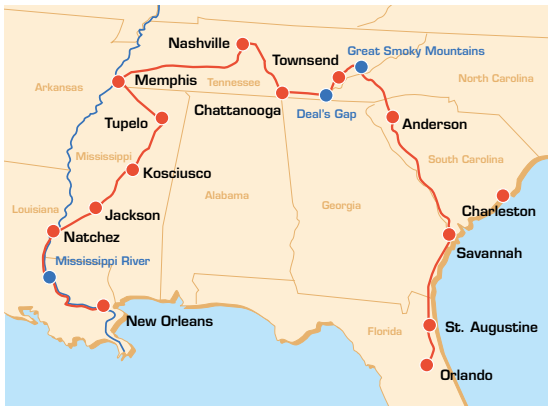 Nashville
Great Smoky Mountains
Townsend
Memphis
Arkansas
Tennessee
North Carolina
Chattanooga
Deal's Gap
Tupelo
Anderson
Mississippi
South Carolina
Kosciusco
Alabama
Georgia
Louisiana
Jackson
Charleston
Natchez
Savannah
Mississippi River
New Orleans
Florida
St. Augustine
Orlando